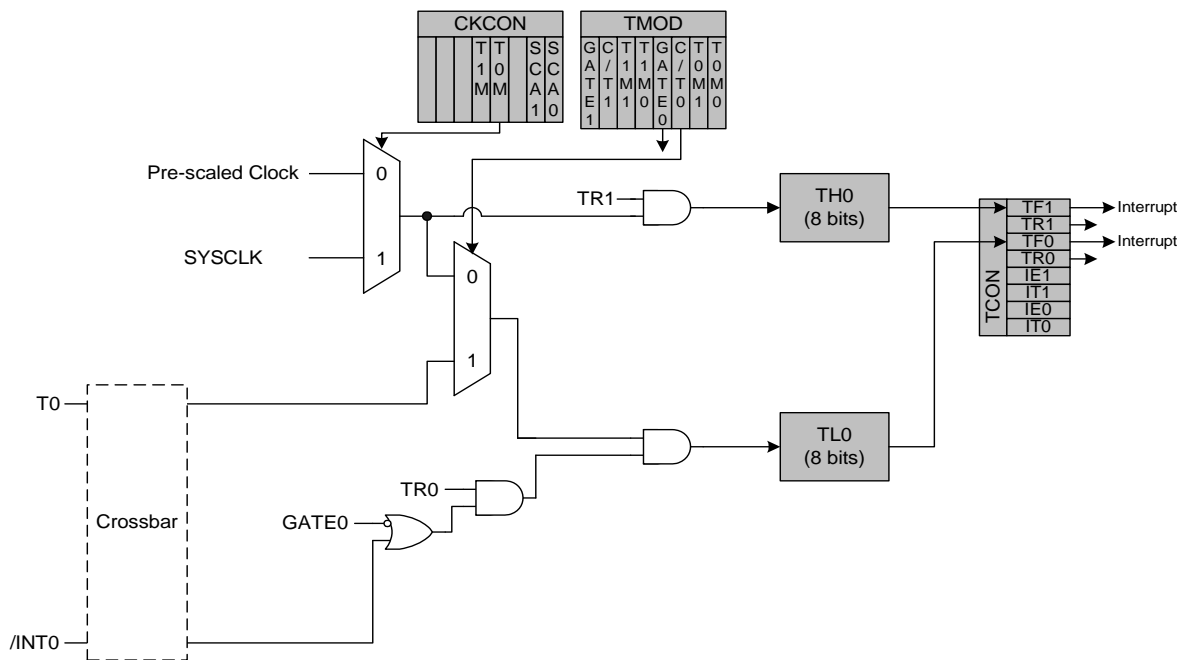 CKCON
T1M
T0M
SCA1
SCA0
TMOD
GATE1
C/T1
T1M1
T1M0
GATE0
C/T0
T0M1
T0M0
Pre-scaled Clock
0
SYSCLK
1
TR1
TH0
(8 bits)
TCON
TF1
TR1
TF0
TR0
IE1
IT1
IE0
IT0
Interrupt
Interrupt
0
1
T0
Crossbar
/INT0
TR0
GATE0
TL0
(8 bits)